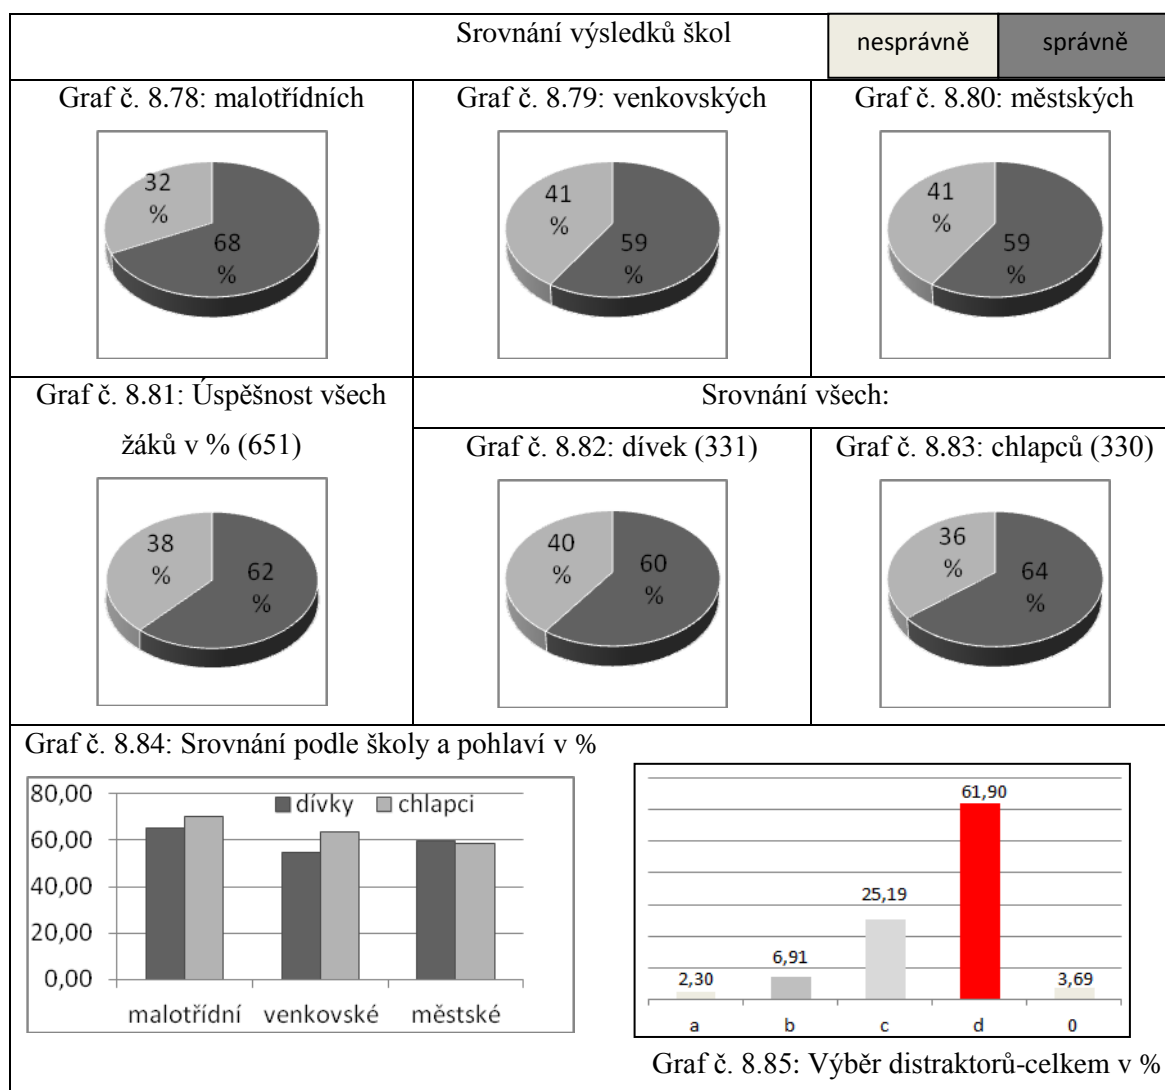 Srovnání výsledků škol
nesprávně správně
Graf č. 8.78: malotřídních
32
%
68
%
Graf č. 8.79: venkovských
41
%
59
%
Graf č. 8.80: městských
41
%
59
%
Graf č. 8.81: Úspěšnost všech
žáků v % (651)
38
%
62
%
Srovnání všech:
Graf č. 8.82: dívek (331)
40
%
60
%
Graf č. 8.83: chlapců (330)
36
%
64
%
Graf č. 8.84: Srovnání podle školy a pohlaví v %
80,00
60,00
40,00
20,00
0,00
dívky chlapci
malotřídní venkovské městské
2,30 6,91 25,19 61,90 3,69
a b c d 0
Graf č. 8.85: Výběr distraktorů-celkem v %